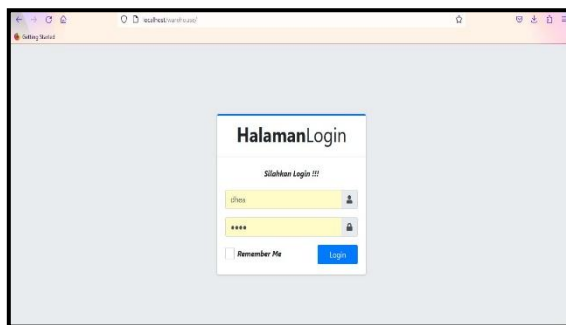 localhost/warehouse/
Getting Started
HalamanLogin
Silahkan Login !!!
dhea
Remember Me
Login